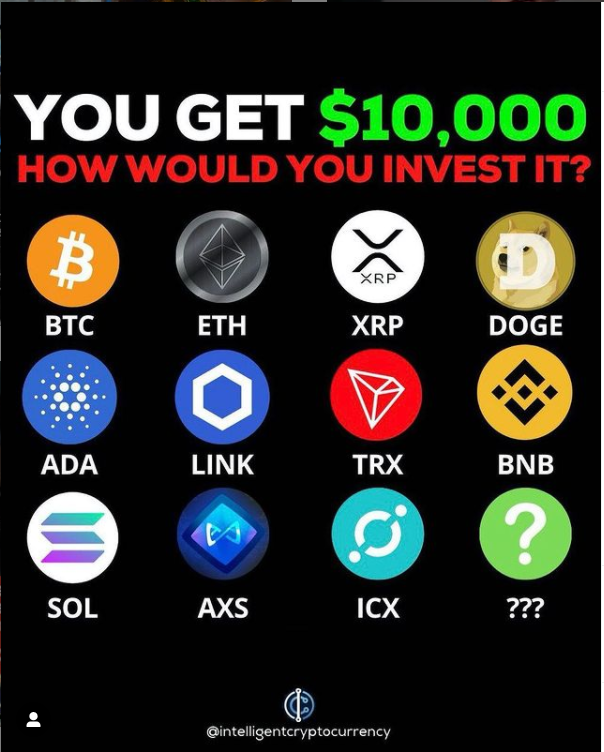 YOU GET $10,000
HOW WOULD YOU INVEST IT?
XRP
BTC ETH XRP DOGE
ADA LINK TRX BNB
?
SOL AXS ICX ???
@intelligentcryptocurrency